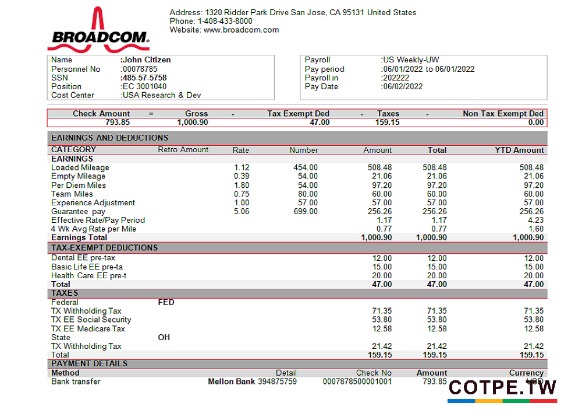 BROADCOM.
Address: 1320 Ridder Park Drive San Jose, CA 95131 United States
Phone: 1-408-433-8000
Website: www.broadcom.com
Name :John Citizen
Personnel No :00078785
SSN :485-57-5758
Position :EC 3001040
Cost Center :USA Research & Dev
Payroll :US Weekly-UW
Pay period :06/01/2022 to 06/01/2022
Payroll in :202222
Pay Date :06/02/2022
Check Amount = Gross - Tax Exempt Ded - Taxes - Non Tax Exempt Ded
793.85 1,000.90 47.00 159.15 0.00
EARNINGS AND DEDUCTIONS
CATEGORY Retro Amount Rate Number Amount Total YTD Amount
EARNINGS
Loaded Mileage 1.12 454.00 508.48 508.48 508.48
Empty Mileage 0.39 54.00 21.06 21.06 21.06
Per Diem Miles 1.80 54.00 97.20 97.20 97.20
Team Miles 0.75 80.00 60.00 60.00 60.00
Experience Adjustment 1.00 57.00 57.00 57.00 57.00
Guarantee pay 5.06 699.00 256.26 256.26 256.26
Effective Rate/Pay Period 1.17 1.17 4.23
4 Wk Avg Rate per Mile 0.77 0.77 1.60
Earnings Total 1,000.90 1,000.90 1,000.90
TAX-EXEMPT DEDUCTIONS
Dental EE pre-tax 12.00 12.00 12.00
Basic Life EE pre-ta 15.00 15.00 15.00
Health Care EE pre-t 20.00 20.00 20.00
Total 47.00 47.00 47.00
TAXES
Federal FED
TX Withholding Tax 71.35 71.35 71.35
TX EE Social Security 53.80 53.80 53.80
TX EE Medicare Tax 12.58 12.58 12.58
State OH
TX Withholding Tax 21.42 21.42 21.42
Total 159.15 159.15 159.15
PAYMENT DETAILS
Method Detail Check No Amount Currency
Bank transfer Mellon Bank 394875759 0007878500001001 793.85
COTPE.TW